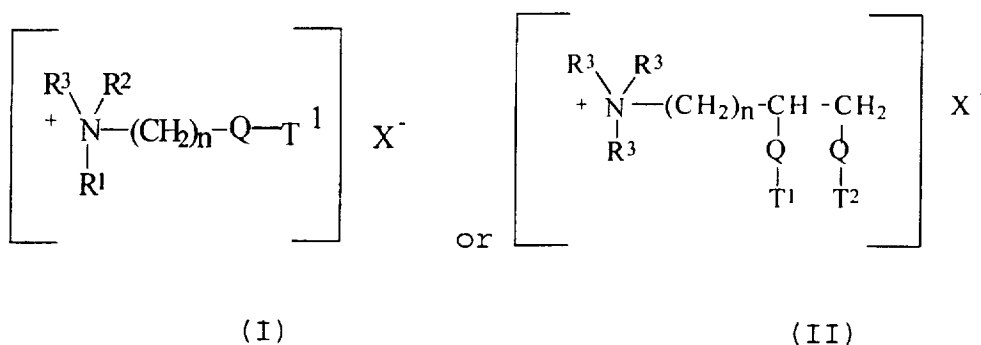 R³ R² R³ R³
+ N—(CH₂)n—Q—T¹ X⁻ + N—(CH₂)n—CH-CH₂ X⁻
R¹ R³ Q Q
T¹ T²
or
(I) (II)